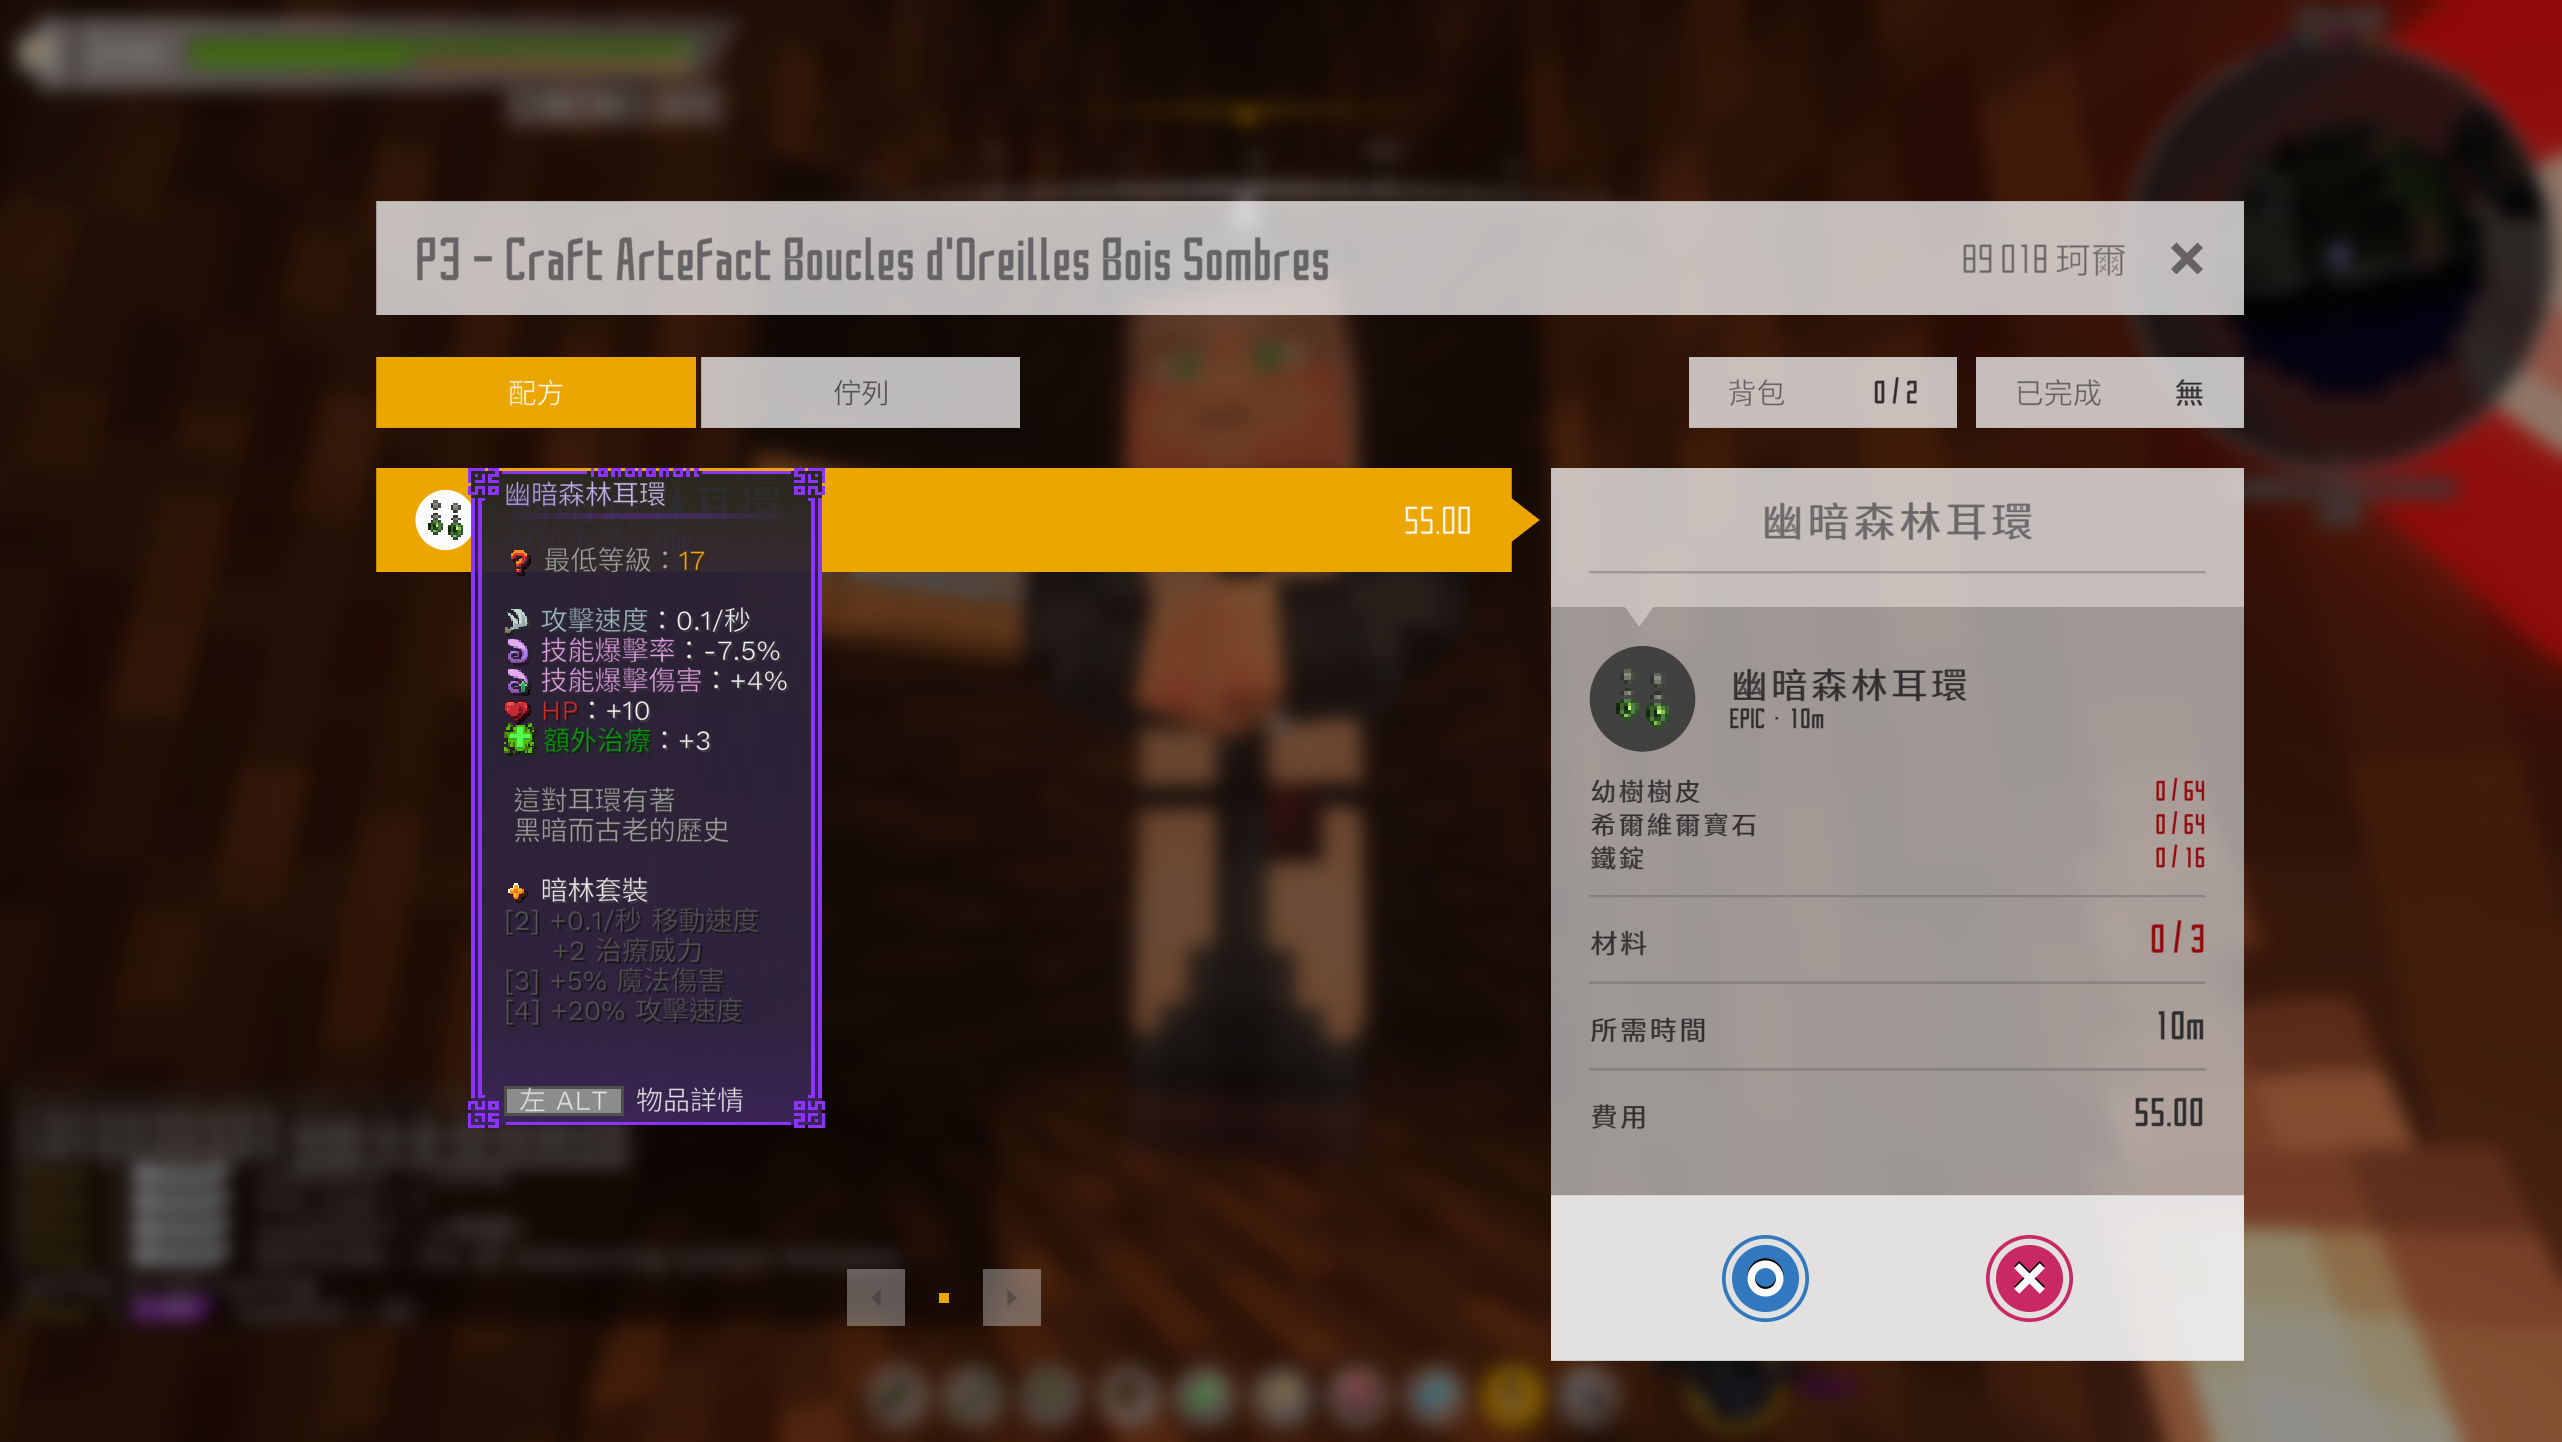 P3 - Craft Artefact Boucles d'Oreilles Bois Sombres
89 018 珂爾
配方
佇列
背包 0/2
已完成 無
55.00
幽暗森林耳環
最低等級：17
攻擊速度：0.1/秒
技能爆擊率：-7.5%
技能爆擊傷害：+4%
HP：+10
額外治療：+3
這對耳環有著
黑暗而古老的歷史
暗林套裝
[2] +0.1/秒 移動速度
+2 治療威力
[3] +5% 魔法傷害
[4] +20% 攻擊速度
左 ALT 物品詳情
幽暗森林耳環
幽暗森林耳環
EPIC · 10m
幼樹樹皮 0/64
希爾維爾寶石 0/64
鐵錠 0/16
材料 0/3
所需時間 10m
費用 55.00